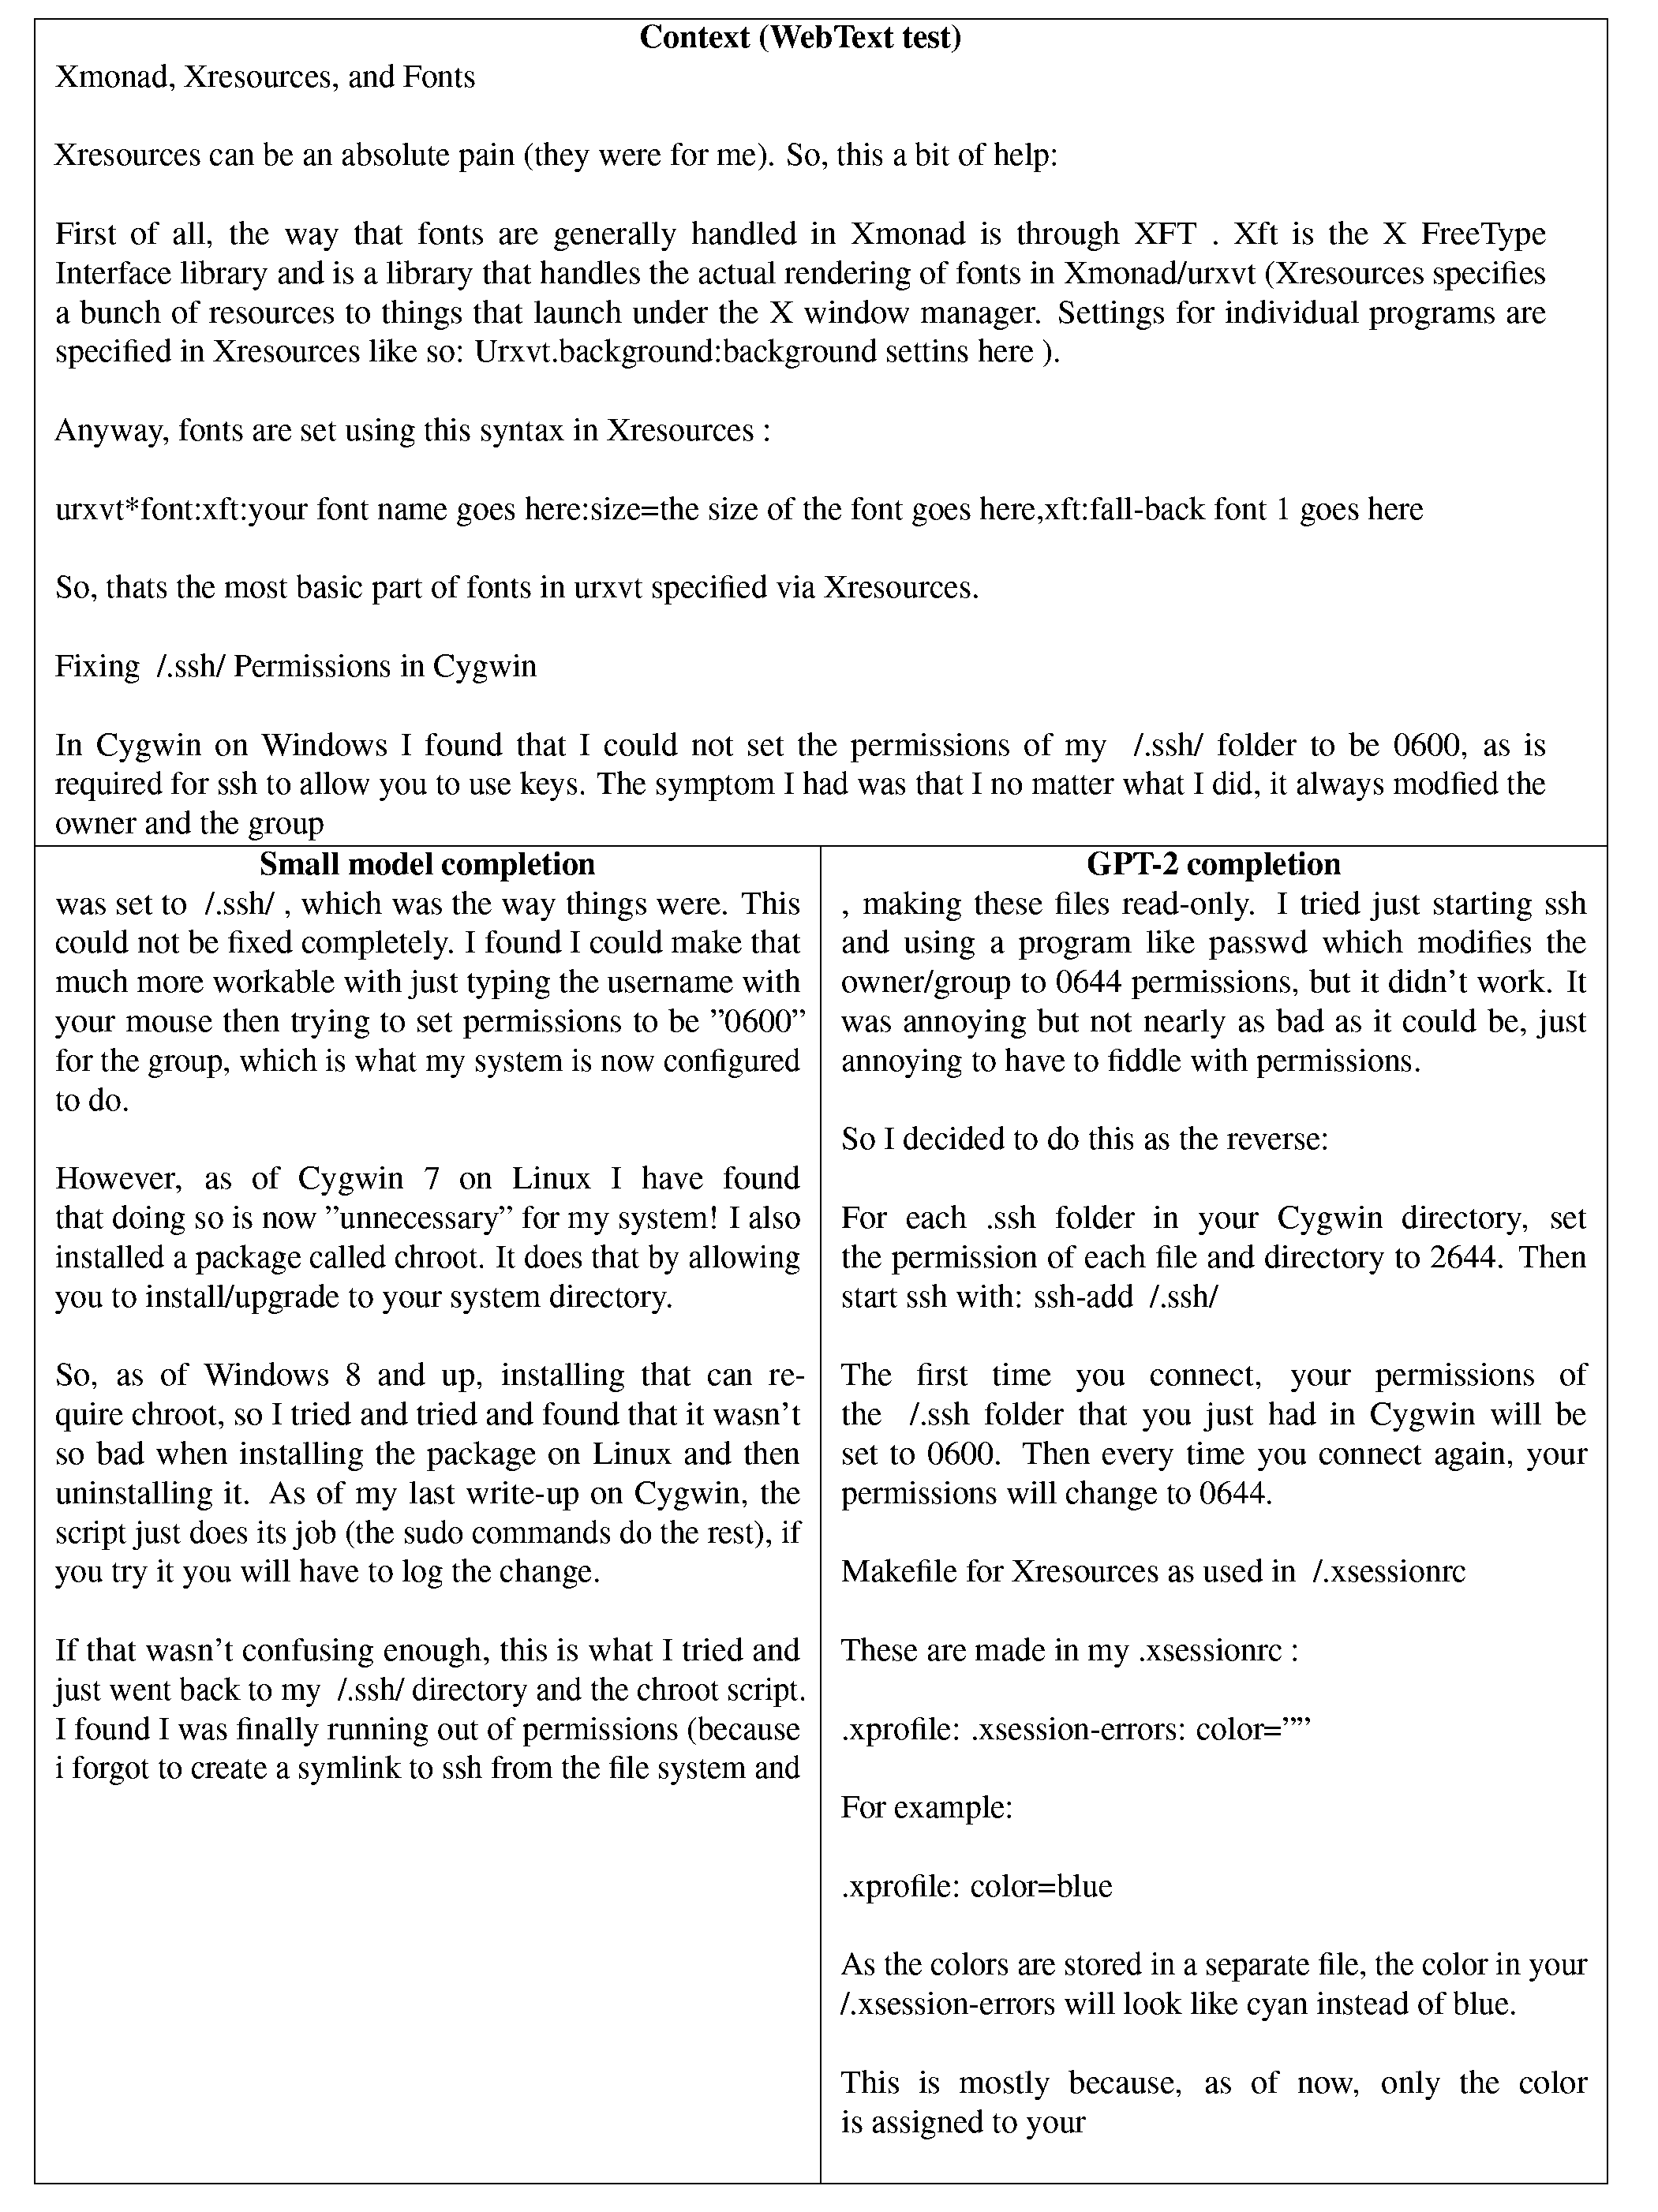 Context (WebText test)
Xmonad, Xresources, and Fonts
Xresources can be an absolute pain (they were for me). So, this a bit of help:
First of all, the way that fonts are generally handled in Xmonad is through XFT . Xft is the X FreeType
Interface library and is a library that handles the actual rendering of fonts in Xmonad/urxvt (Xresources specifies
a bunch of resources to things that launch under the X window manager. Settings for individual programs are
specified in Xresources like so: Urxvt.background:background settins here ).
Anyway, fonts are set using this syntax in Xresources :
urxvt*font:xft:your font name goes here:size=the size of the font goes here,xft:fall-back font 1 goes here
So, thats the most basic part of fonts in urxvt specified via Xresources.
Fixing /.ssh/ Permissions in Cygwin
In Cygwin on Windows I found that I could not set the permissions of my /.ssh/ folder to be 0600, as is
required for ssh to allow you to use keys. The symptom I had was that I no matter what I did, it always modfied the
owner and the group
Small model completion
was set to /.ssh/ , which was the way things were. This
could not be fixed completely. I found I could make that
much more workable with just typing the username with
your mouse then trying to set permissions to be ”0600”
for the group, which is what my system is now configured
to do.
However, as of Cygwin 7 on Linux I have found
that doing so is now ”unnecessary” for my system! I also
installed a package called chroot. It does that by allowing
you to install/upgrade to your system directory.
So, as of Windows 8 and up, installing that can re-
quire chroot, so I tried and tried and found that it wasn’t
so bad when installing the package on Linux and then
uninstalling it. As of my last write-up on Cygwin, the
script just does its job (the sudo commands do the rest), if
you try it you will have to log the change.
If that wasn’t confusing enough, this is what I tried and
just went back to my /.ssh/ directory and the chroot script.
I found I was finally running out of permissions (because
i forgot to create a symlink to ssh from the file system and
GPT-2 completion
, making these files read-only. I tried just starting ssh
and using a program like passwd which modifies the
owner/group to 0644 permissions, but it didn’t work. It
was annoying but not nearly as bad as it could be, just
annoying to have to fiddle with permissions.
So I decided to do this as the reverse:
For each .ssh folder in your Cygwin directory, set
the permission of each file and directory to 2644. Then
start ssh with: ssh-add /.ssh/
The first time you connect, your permissions of
the /.ssh folder that you just had in Cygwin will be
set to 0600. Then every time you connect again, your
permissions will change to 0644.
Makefile for Xresources as used in /.xsessionrc
These are made in my .xsessionrc :
.xprofile: .xsession-errors: color=””
For example:
.xprofile: color=blue
As the colors are stored in a separate file, the color in your
/.xsession-errors will look like cyan instead of blue.
This is mostly because, as of now, only the color
is assigned to your